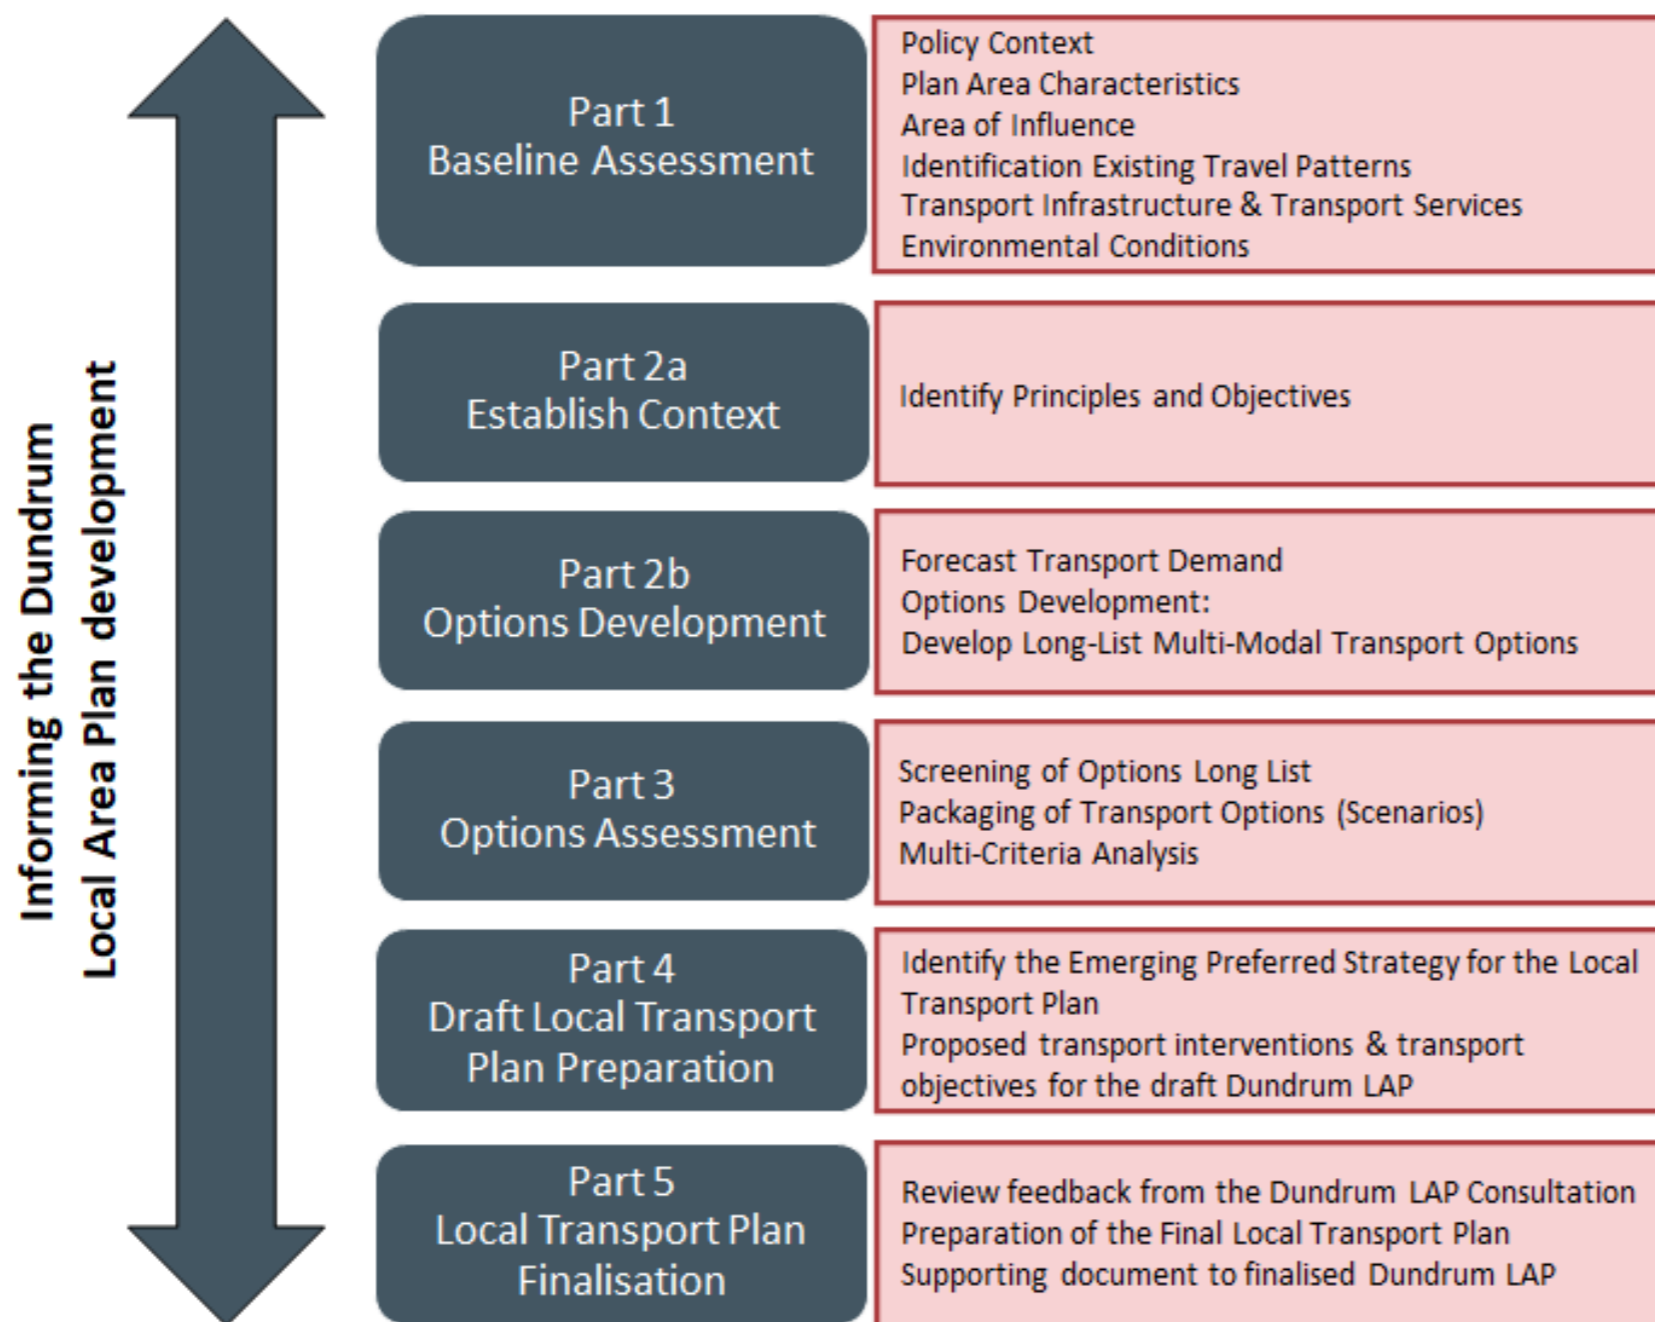 Informing the Dundrum
Local Area Plan development
Part 1
Baseline Assessment
Policy Context
Plan Area Characteristics
Area of Influence
Identification Existing Travel Patterns
Transport Infrastructure & Transport Services
Environmental Conditions
Part 2a
Establish Context
Identify Principles and Objectives
Part 2b
Options Development
Forecast Transport Demand
Options Development:
Develop Long-List Multi-Modal Transport Options
Part 3
Options Assessment
Screening of Options Long List
Packaging of Transport Options (Scenarios)
Multi-Criteria Analysis
Part 4
Draft Local Transport
Plan Preparation
Identify the Emerging Preferred Strategy for the Local
Transport Plan
Proposed transport interventions & transport
objectives for the draft Dundrum LAP
Part 5
Local Transport Plan
Finalisation
Review feedback from the Dundrum LAP Consultation
Preparation of the Final Local Transport Plan
Supporting document to finalised Dundrum LAP